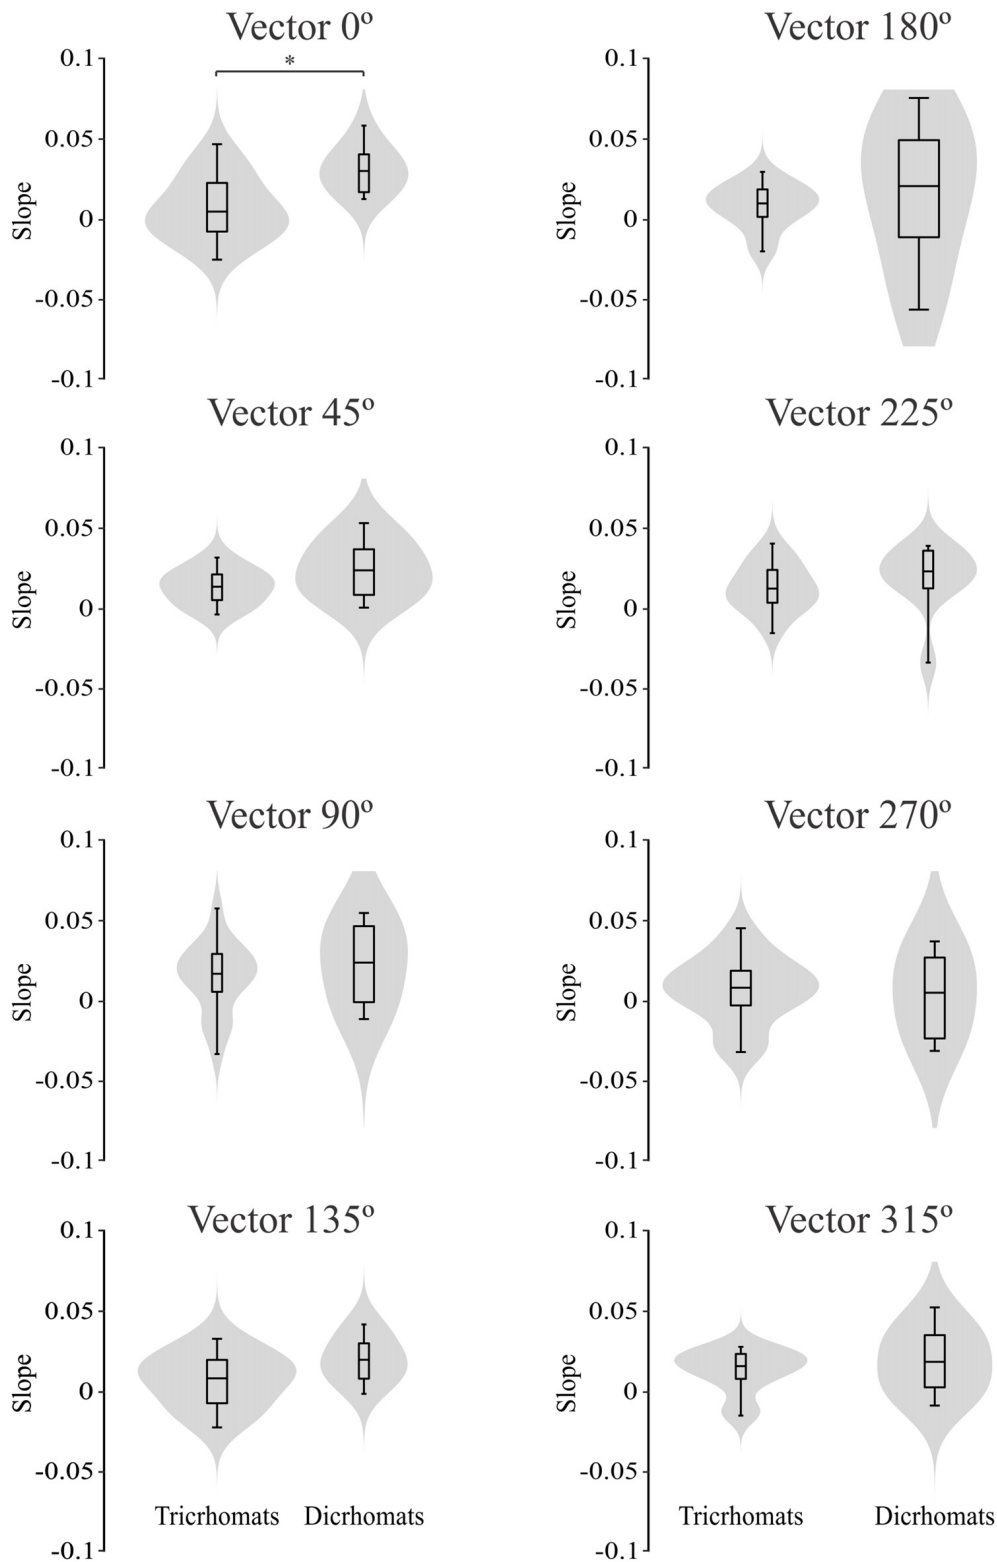 Vector 0º
Vector 180º
*
0.1
0.05
0
-0.05
-0.1
Slope
0.1
0.05
0
-0.05
-0.1
Slope
Vector 45º
Vector 225º
0.1
0.05
0
-0.05
-0.1
Slope
0.1
0.05
0
-0.05
-0.1
Slope
Vector 90º
Vector 270º
0.1
0.05
0
-0.05
-0.1
Slope
0.1
0.05
0
-0.05
-0.1
Slope
Vector 135º
Vector 315º
0.1
0.05
0
-0.05
-0.1
Slope
Tricrhomats Dicrhomats
0.1
0.05
0
-0.05
-0.1
Slope
Tricrhomats Dicrhomats